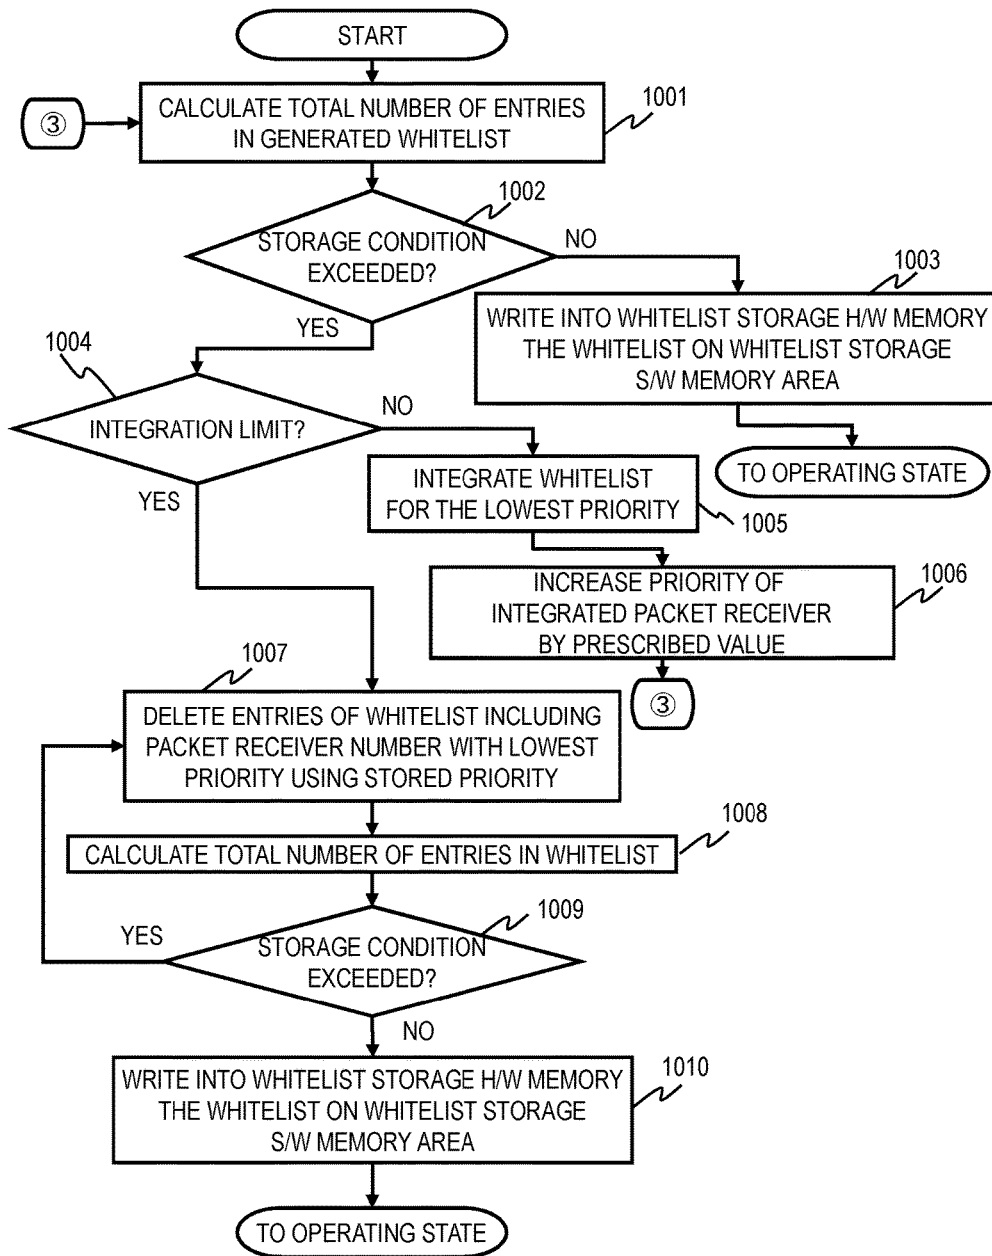 START
③
CALCULATE TOTAL NUMBER OF ENTRIES
IN GENERATED WHITELIST
1001
1002
STORAGE CONDITION
EXCEEDED?
NO
YES
1003
WRITE INTO WHITELIST STORAGE H/W MEMORY
THE WHITELIST ON WHITELIST STORAGE
S/W MEMORY AREA
TO OPERATING STATE
1004
INTEGRATION LIMIT?
NO
YES
INTEGRATE WHITELIST
FOR THE LOWEST PRIORITY
1005
INCREASE PRIORITY OF
INTEGRATED PACKET RECEIVER
BY PRESCRIBED VALUE
1006
③
1007
DELETE ENTRIES OF WHITELIST INCLUDING
PACKET RECEIVER NUMBER WITH LOWEST
PRIORITY USING STORED PRIORITY
1008
CALCULATE TOTAL NUMBER OF ENTRIES IN WHITELIST
1009
YES
STORAGE CONDITION
EXCEEDED?
NO
1010
WRITE INTO WHITELIST STORAGE H/W MEMORY
THE WHITELIST ON WHITELIST STORAGE
S/W MEMORY AREA
TO OPERATING STATE